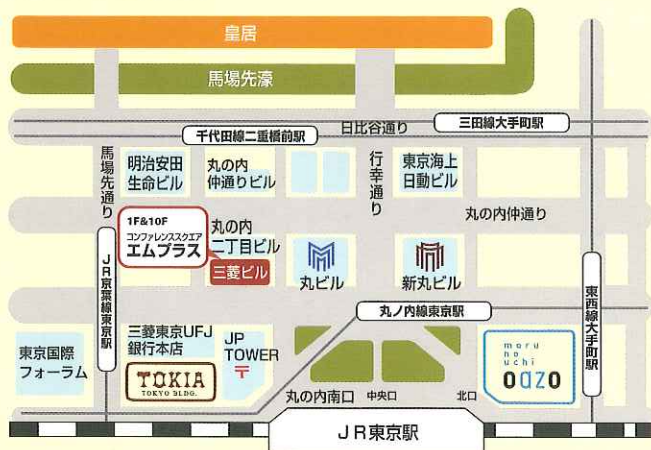 皇居
馬場先濠
日比谷通り
三田線大手町駅
千代田線二重橋前駅
馬場先通り
明治安田
生命ビル
丸の内
仲通りビル
行幸通り
東京海上
日動ビル
丸の内仲通り
1F&10F
コンファレンススクエア
エムプラス
丸の内
二丁目ビル
三菱ビル
丸ビル
新丸ビル
JR京葉線東京駅
東西線大手町駅
丸ノ内線東京駅
東京国際
フォーラム
三菱東京UFJ
銀行本店
TOKIA
TOKYO BLDG.
JP
TOWER
〒
maru
no
uchi
oazo
丸の内南口
中央口
北口
JR東京駅